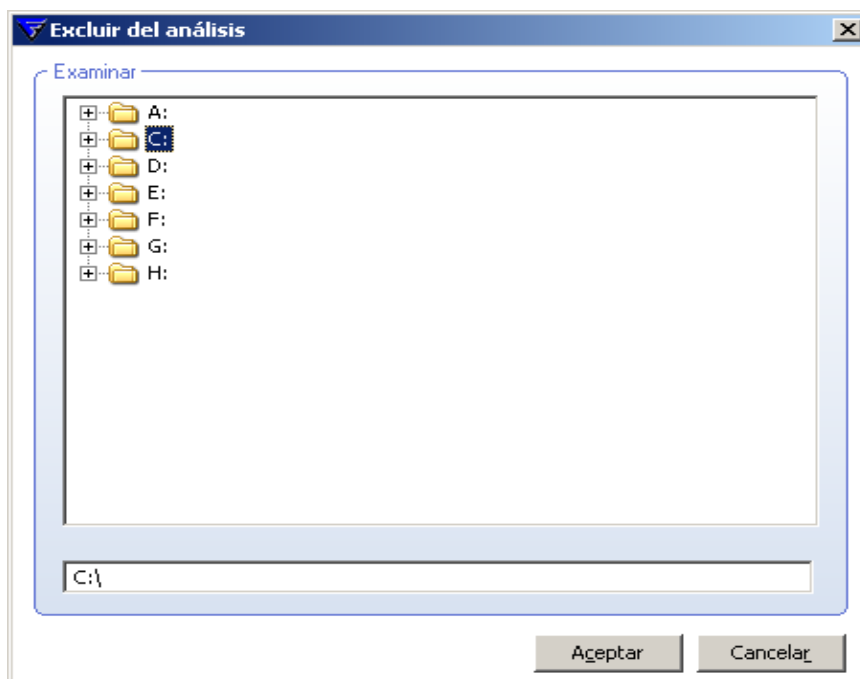 Excluir del análisis
Examinar
A:
C:
D:
E:
F:
G:
H:
C:\
Aceptar
Cancelar